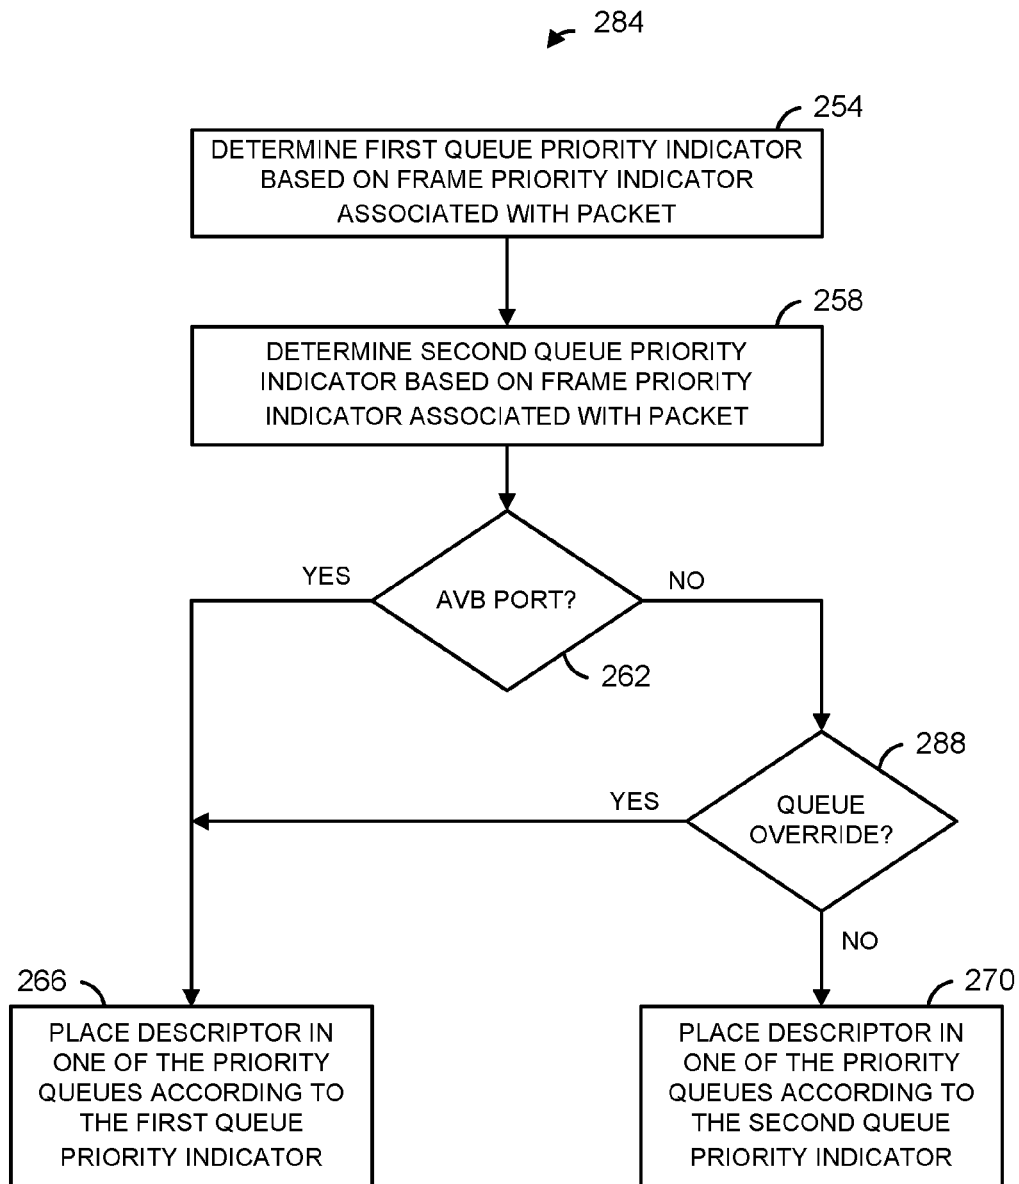 284
254
DETERMINE FIRST QUEUE PRIORITY INDICATOR
BASED ON FRAME PRIORITY INDICATOR
ASSOCIATED WITH PACKET
258
DETERMINE SECOND QUEUE PRIORITY
INDICATOR BASED ON FRAME PRIORITY
INDICATOR ASSOCIATED WITH PACKET
YES
AVB PORT?
NO
262
288
YES
QUEUE
OVERRIDE?
NO
266
PLACE DESCRIPTOR IN
ONE OF THE PRIORITY
QUEUES ACCORDING TO
THE FIRST QUEUE
PRIORITY INDICATOR
270
PLACE DESCRIPTOR IN
ONE OF THE PRIORITY
QUEUES ACCORDING TO
THE SECOND QUEUE
PRIORITY INDICATOR